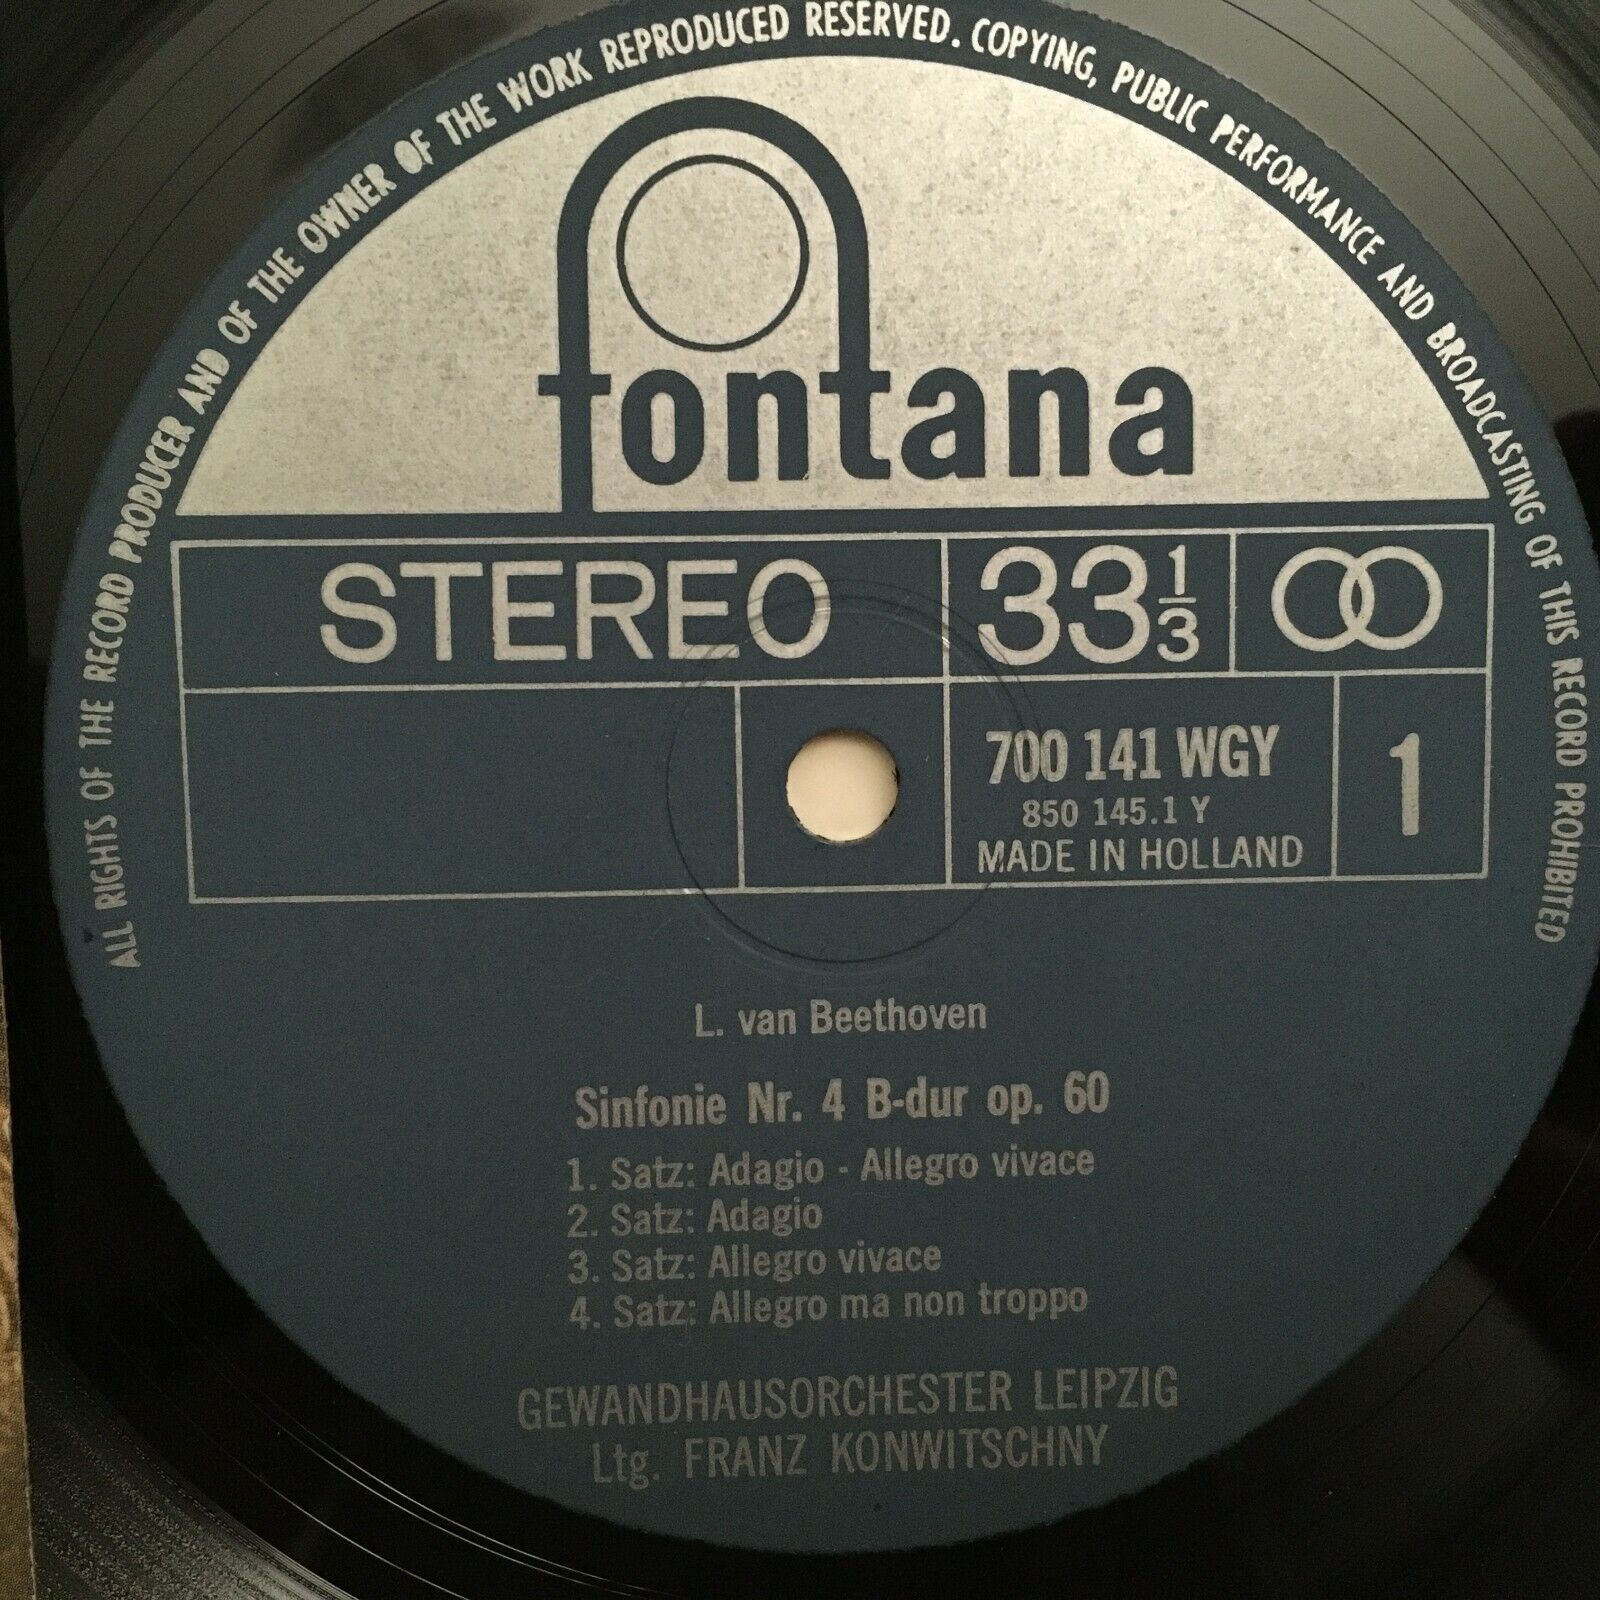 ALL RIGHTS OF THE RECORD PRODUCER AND OF THE OWNER OF THE WORK REPRODUCED RESERVED. COPYING, PUBLIC PERFORMANCE AND BROADCASTING OF THIS RECORD PROHIBITED
fontana
STEREO 33 1/3
700 141 WGY 1
850 145.1 Y
MADE IN HOLLAND
L. van Beethoven
Sinfonie Nr. 4 B-dur op. 60
1. Satz: Adagio - Allegro vivace
2. Satz: Adagio
3. Satz: Allegro vivace
4. Satz: Allegro ma non troppo
GEWANDHAUSORCHESTER LEIPZIG
Ltg. FRANZ KONWITSCHNY